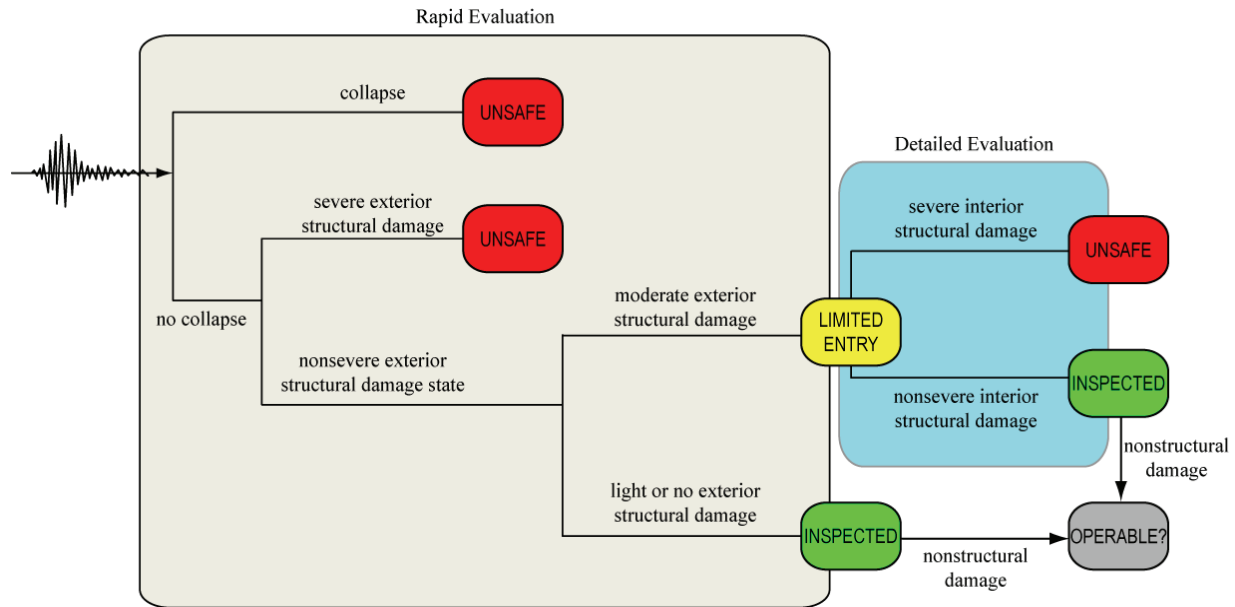 Rapid Evaluation
collapse
UNSAFE
Detailed Evaluation
severe exterior
structural damage
UNSAFE
severe interior
structural damage
UNSAFE
no collapse
moderate exterior
structural damage
LIMITED
ENTRY
nonsevere exterior
structural damage state
nonsevere interior
structural damage
INSPECTED
nonstructural
damage
light or no exterior
structural damage
INSPECTED
nonstructural
damage
OPERABLE?